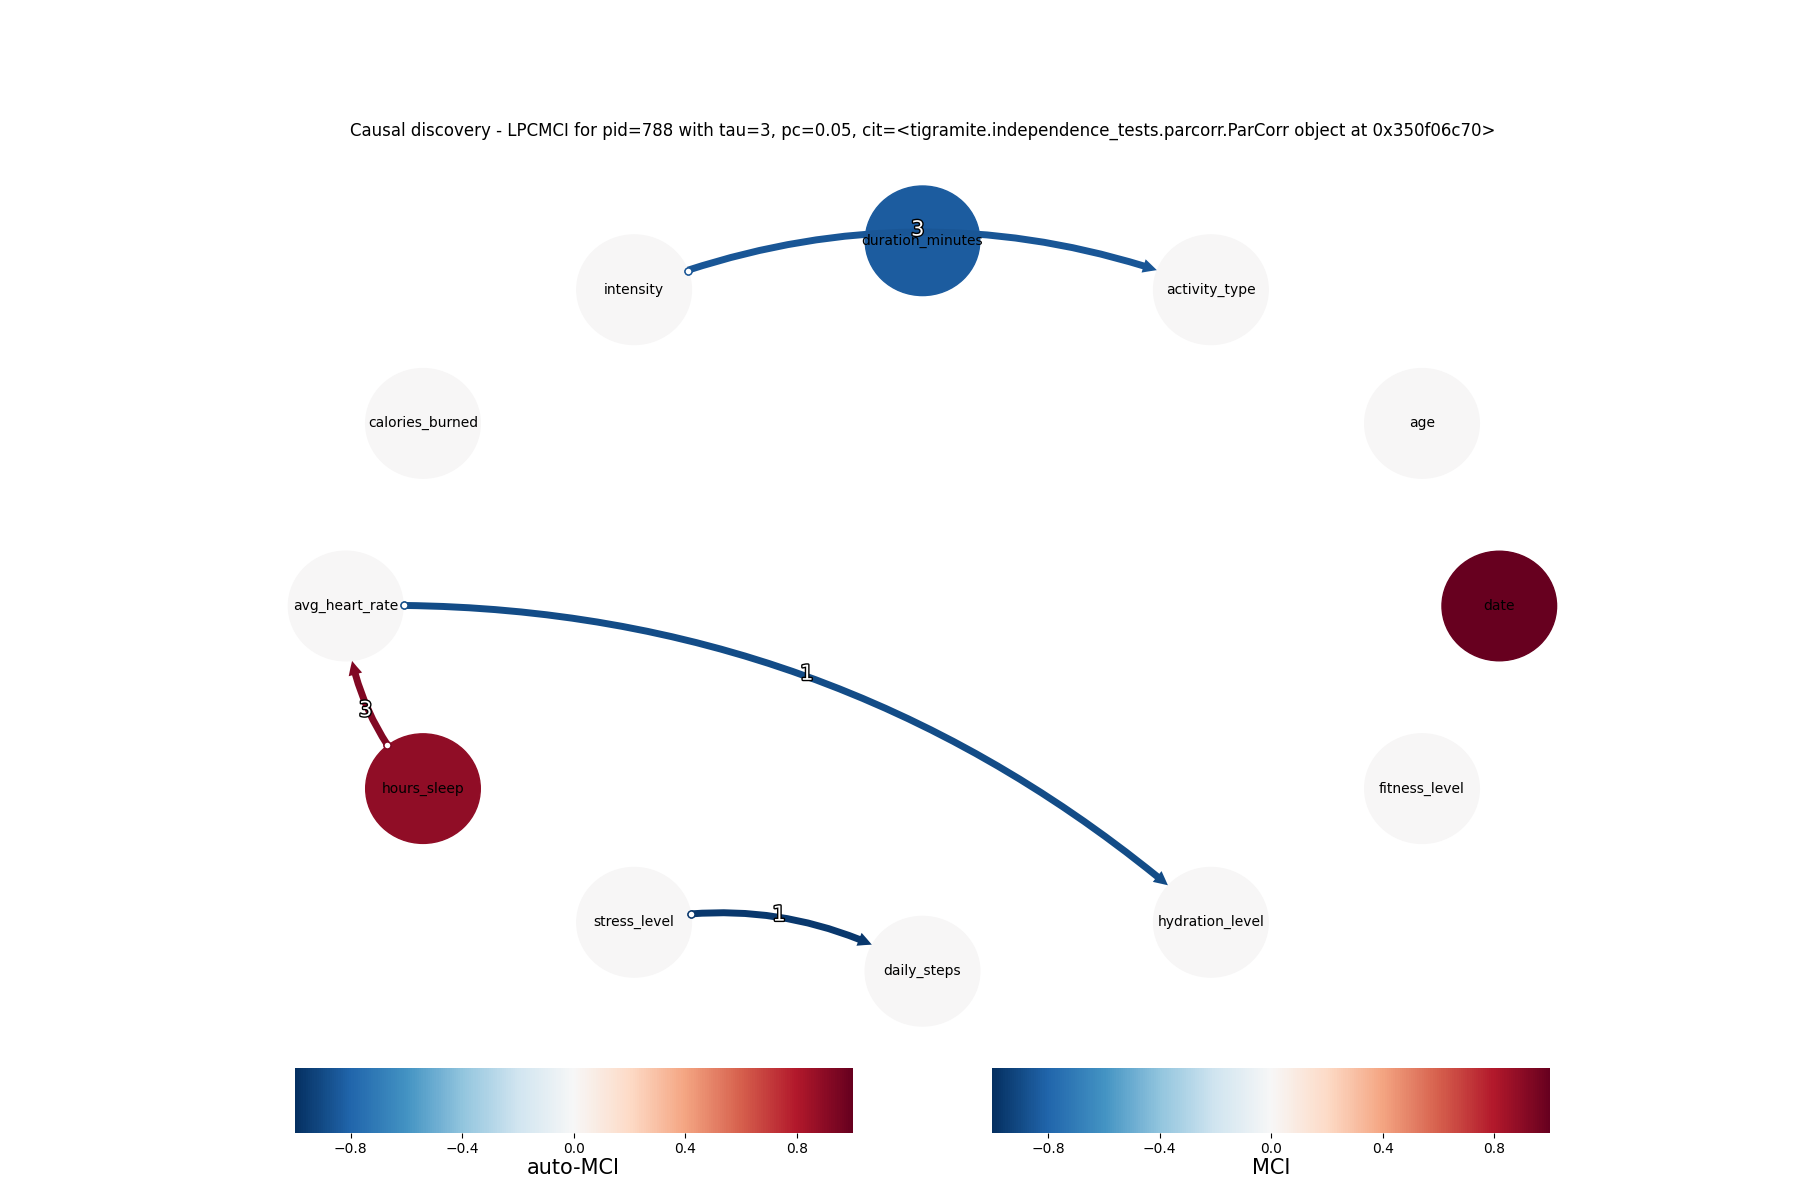 Causal discovery - LPCMCI for pid=788 with tau=3, pc=0.05, cit=<tigramite.independence_tests.parcorr.ParCorr object at 0x350f06c70>
3
duration_minutes
intensity
activity_type
calories_burned
age
avg_heart_rate
date
1
3
hours_sleep
fitness_level
stress_level
1
hydration_level
daily_steps
−0.8 −0.4 0.0 0.4 0.8
auto-MCI
−0.8 −0.4 0.0 0.4 0.8
MCI